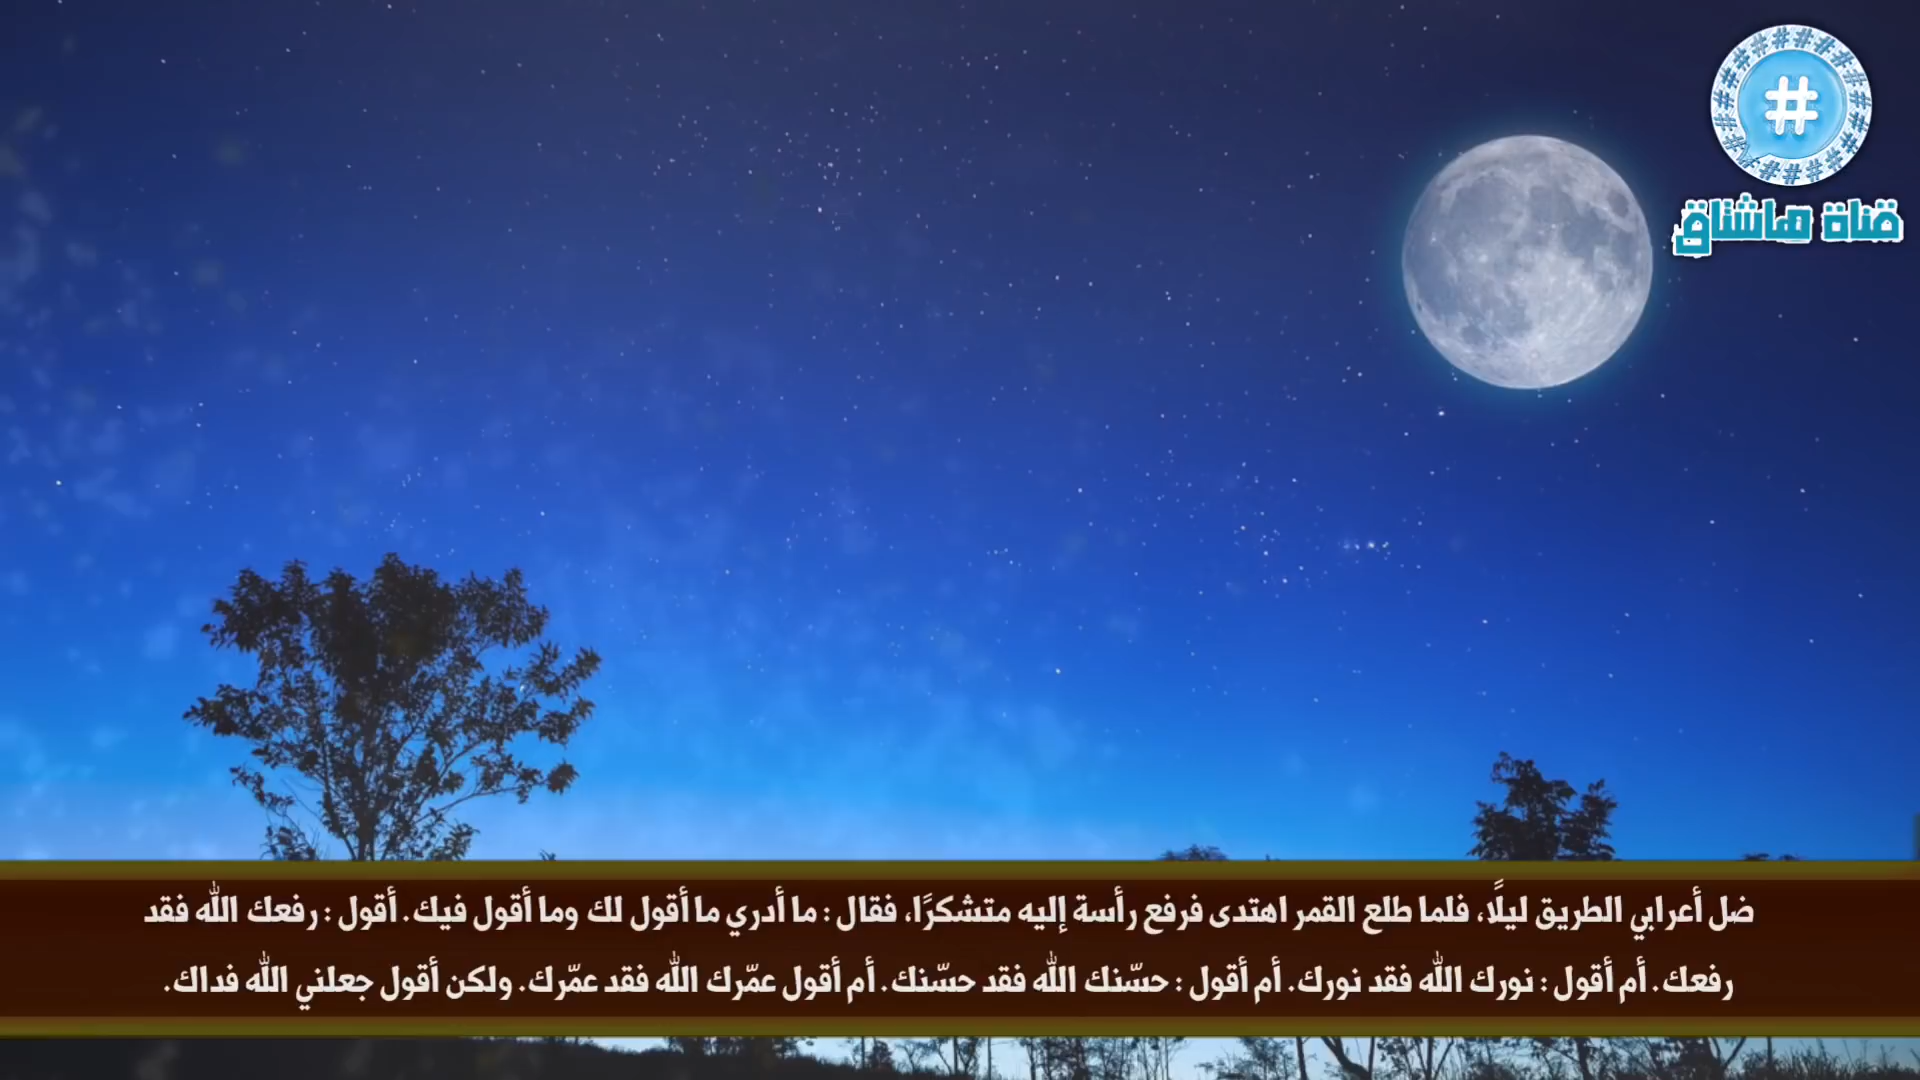 قناة هاشتاق
ضل أعرابي الطريق ليلًا، فلما طلع القمر اهتدى فرفع رأسة إليه متشكرًا، فقال : ما أدري ما أقول لك وما أقول فيك. أقول : رفعك الله فقد
رفعك. أم أقول : نورك الله فقد نورك. أم أقول : حسّنك الله فقد حسّنك. أم أقول عمّرك الله فقد عمّرك. ولكن أقول جعلني الله فداك.